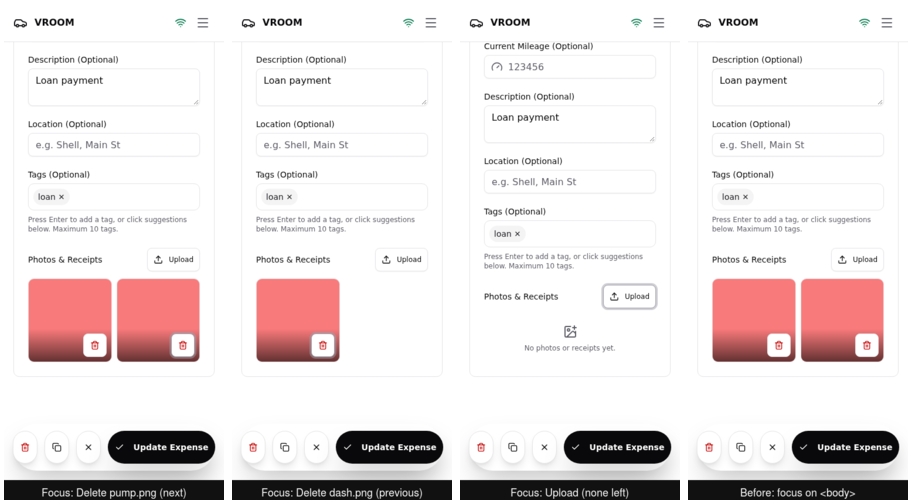 VROOM
Description (Optional)
Loan payment
Location (Optional)
e.g. Shell, Main St
Tags (Optional)
loan ×
Press Enter to add a tag, or click suggestions
below. Maximum 10 tags.
Photos & Receipts
Upload
Update Expense
Focus: Delete pump.png (next)
VROOM
Description (Optional)
Loan payment
Location (Optional)
e.g. Shell, Main St
Tags (Optional)
loan ×
Press Enter to add a tag, or click suggestions
below. Maximum 10 tags.
Photos & Receipts
Upload
Update Expense
Focus: Delete dash.png (previous)
VROOM
Current Mileage (Optional)
123456
Description (Optional)
Loan payment
Location (Optional)
e.g. Shell, Main St
Tags (Optional)
loan ×
Press Enter to add a tag, or click suggestions
below. Maximum 10 tags.
Photos & Receipts
Upload
No photos or receipts yet.
Update Expense
Focus: Upload (none left)
VROOM
Description (Optional)
Loan payment
Location (Optional)
e.g. Shell, Main St
Tags (Optional)
loan ×
Press Enter to add a tag, or click suggestions
below. Maximum 10 tags.
Photos & Receipts
Upload
Update Expense
Before: focus on <body>